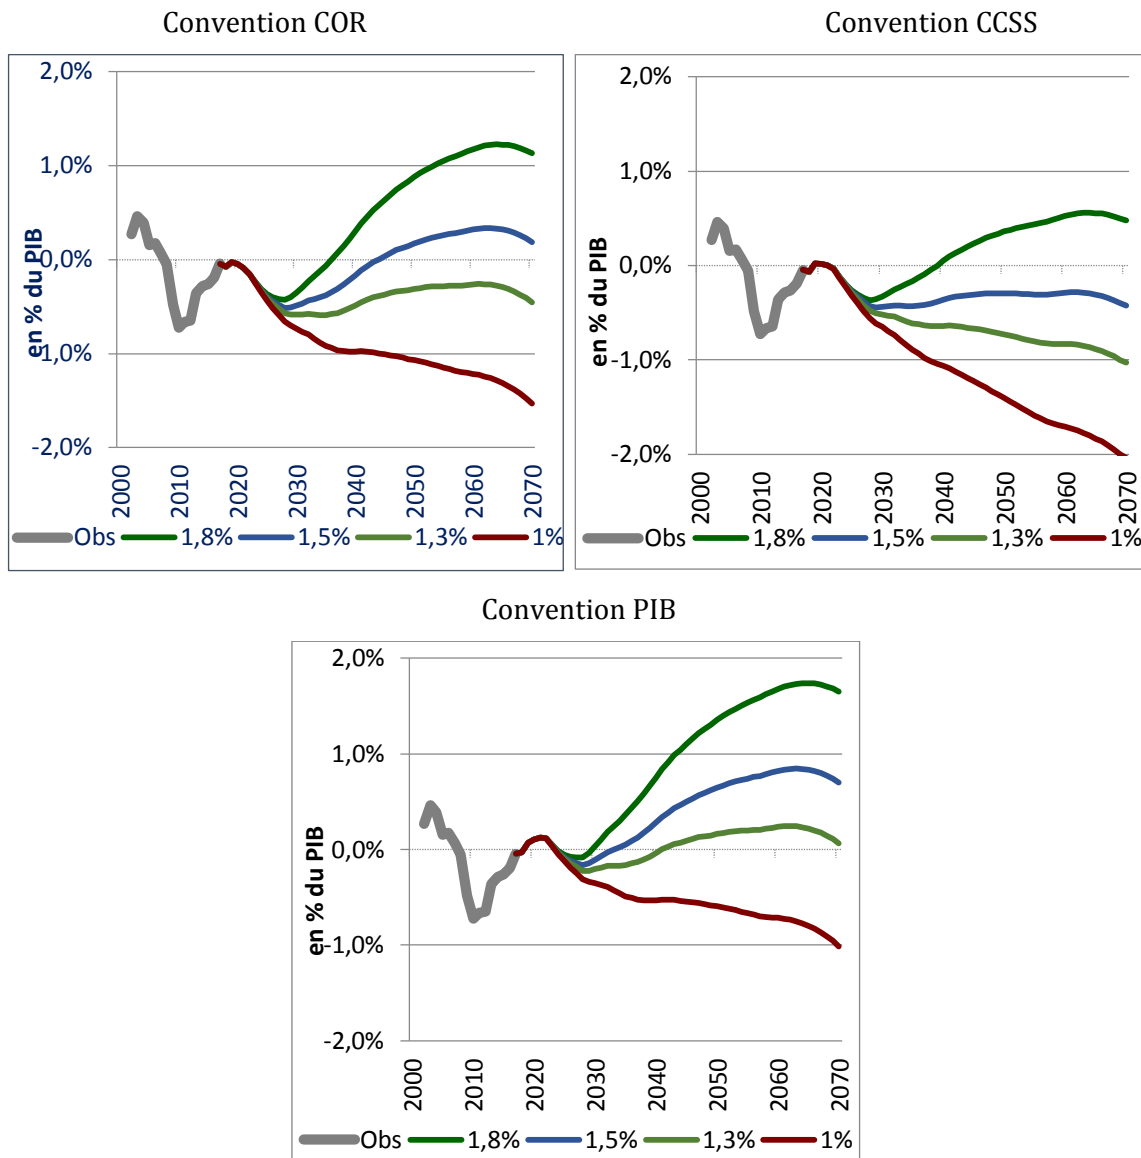 Convention COR
en % du PIB
2,0%
1,0%
0,0%
-1,0%
-2,0%
2000 2010 2020 2030 2040 2050 2060 2070
Obs 1,8% 1,5% 1,3% 1%
Convention CCSS
en % du PIB
2,0%
1,0%
0,0%
-1,0%
-2,0%
2000 2010 2020 2030 2040 2050 2060 2070
Obs 1,8% 1,5% 1,3% 1%
Convention PIB
en % du PIB
2,0%
1,0%
0,0%
-1,0%
-2,0%
2000 2010 2020 2030 2040 2050 2060 2070
Obs 1,8% 1,5% 1,3% 1%